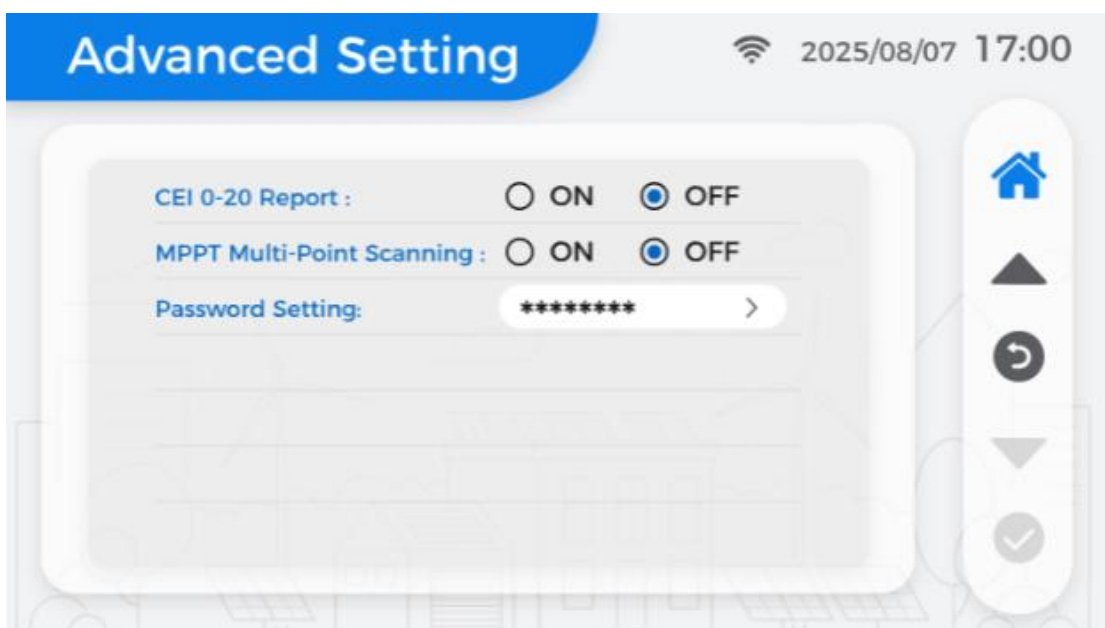 Advanced Setting
2025/08/07 17:00
CEI 0-20 Report : ON OFF
MPPT Multi-Point Scanning : ON OFF
Password Setting: ******** >